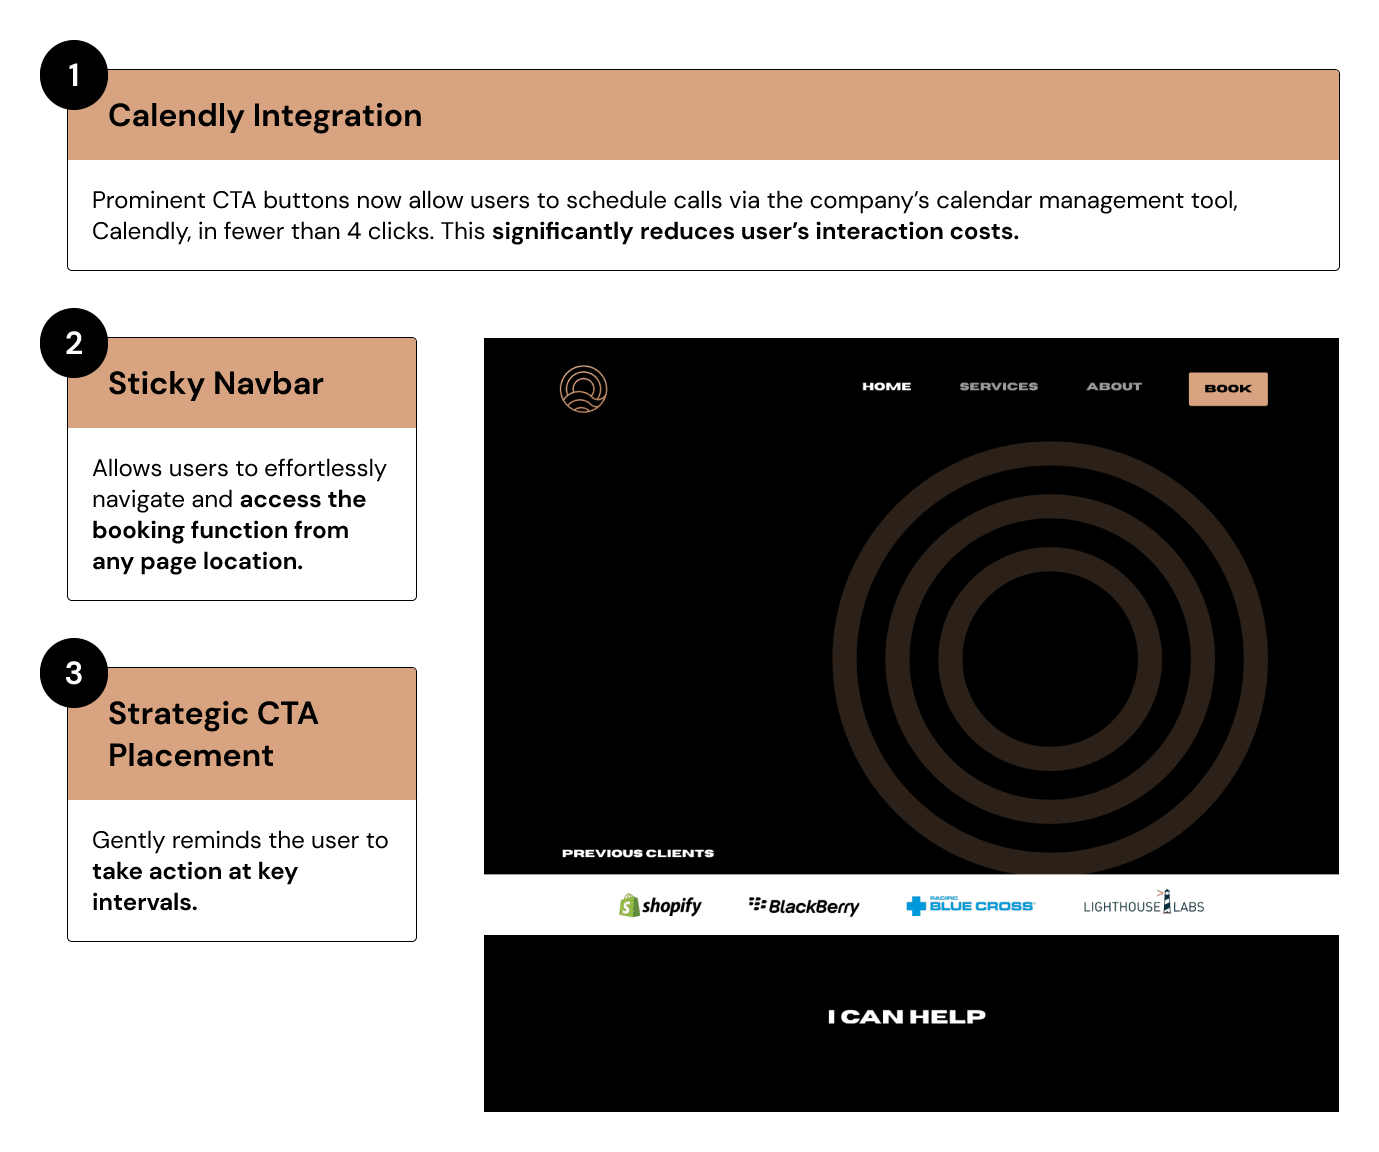 1
Calendly Integration
Prominent CTA buttons now allow users to schedule calls via the company’s calendar management tool,
Calendly, in fewer than 4 clicks. This significantly reduces user’s interaction costs.
2
Sticky Navbar
Allows users to effortlessly
navigate and access the
booking function from
any page location.
3
Strategic CTA
Placement
Gently reminds the user to
take action at key
intervals.
HOME SERVICES ABOUT BOOK
PREVIOUS CLIENTS
shopify BlackBerry PACIFIC BLUE CROSS LIGHTHOUSE LABS
I CAN HELP